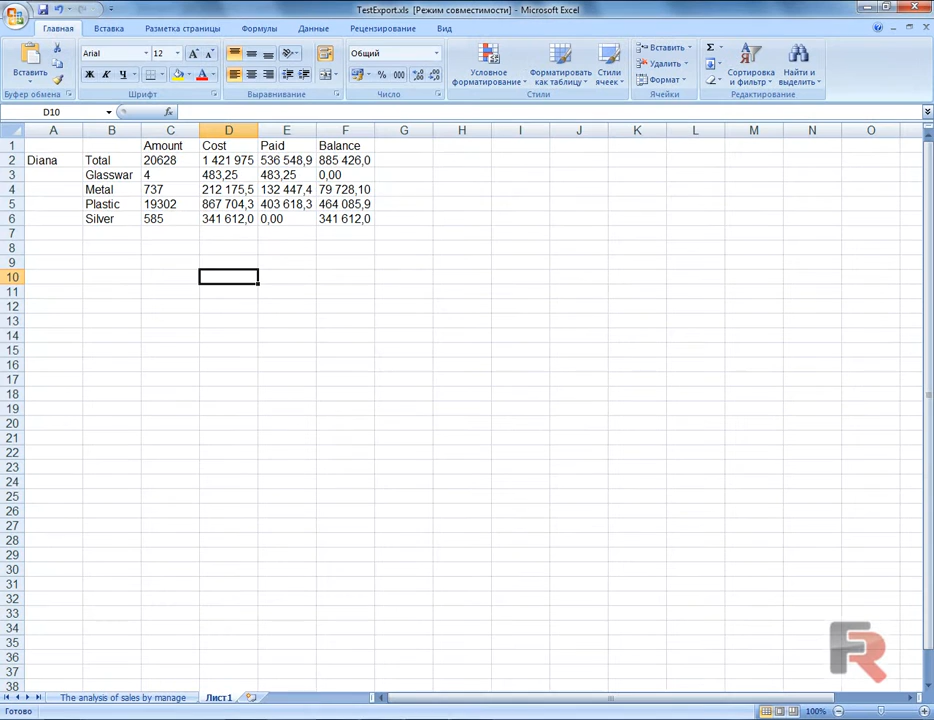 TestExport.xls [Режим совместимости] - Microsoft Excel
Главная Вставка Разметка страницы Формулы Данные Рецензирование Вид
Вставить
Буфер обмена
Arial 12
Ж К Ч
Шрифт
Выравнивание
Общий
% 000
Число
Условное форматирование
Форматировать как таблицу
Стили ячеек
Стили
Вставить
Удалить
Формат
Ячейки
Σ
Сортировка и фильтр
Найти и выделить
Редактирование
D10 fx
A B C D E F G H I J K L M N O
1 Amount Cost Paid Balance
2 Diana Total 20628 1 421 975 536 548,9 885 426,0
3 Glasswar 4 483,25 483,25 0,00
4 Metal 737 212 175,5 132 447,4 79 728,10
5 Plastic 19302 867 704,3 403 618,3 464 085,9
6 Silver 585 341 612,0 0,00 341 612,0
7
8
9
10
11
12
13
14
15
16
17
18
19
20
21
22
23
24
25
26
27
28
29
30
31
32
33
34
35
36
37
38
FR
The analysis of sales by manage Лист1
Готово 100%